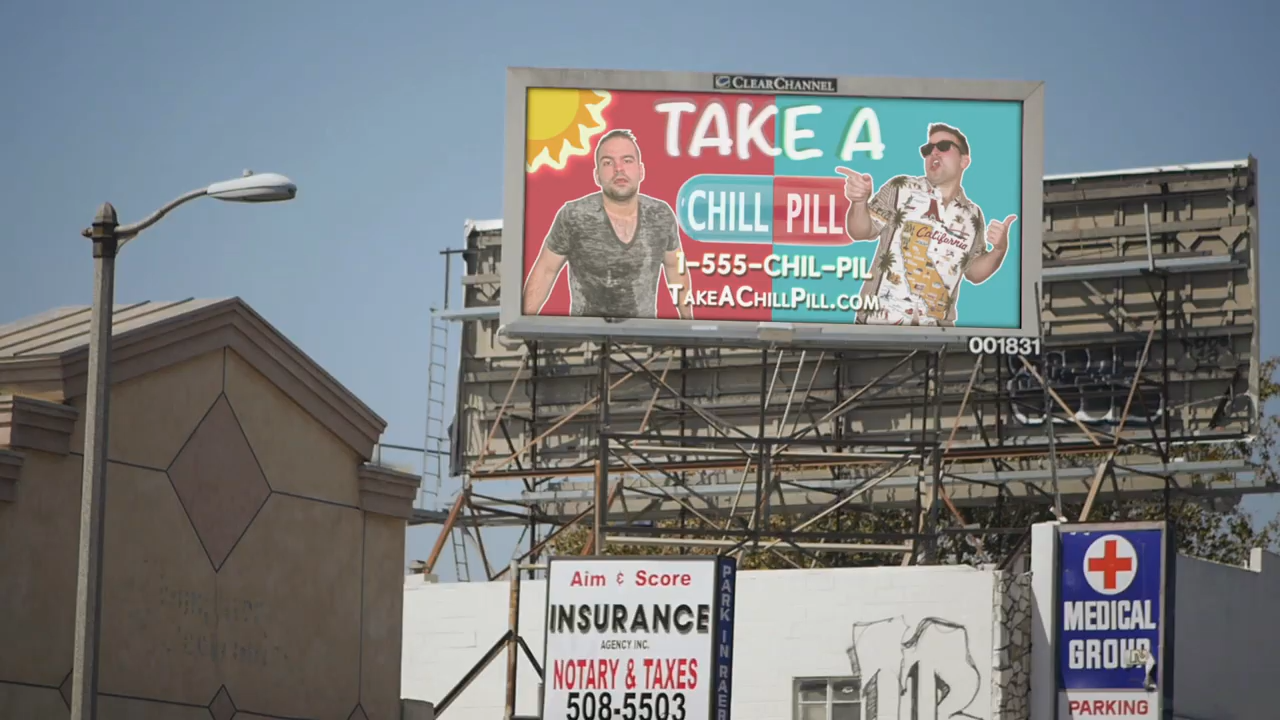 CLEARCHANNEL
TAKE A
CHILL PILL
1-555-CHIL-PIL
TAKEACHILLPILL.COM
California
001831
Aim & Score
INSURANCE
AGENCY INC.
NOTARY & TAXES
508-5503
PARK IN RAER
MEDICAL
GROUP
PARKING